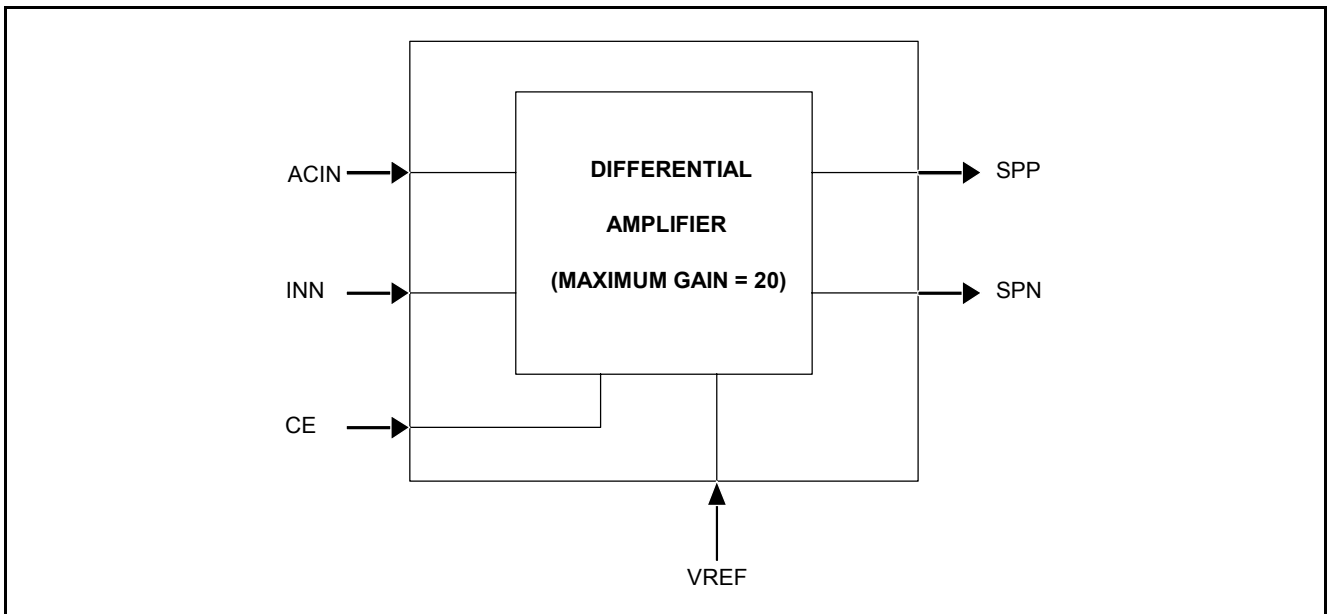 DIFFERENTIAL
ACIN
SPP
AMPLIFIER
(MAXIMUM GAIN = 20)
INN
SPN
CE
VREF